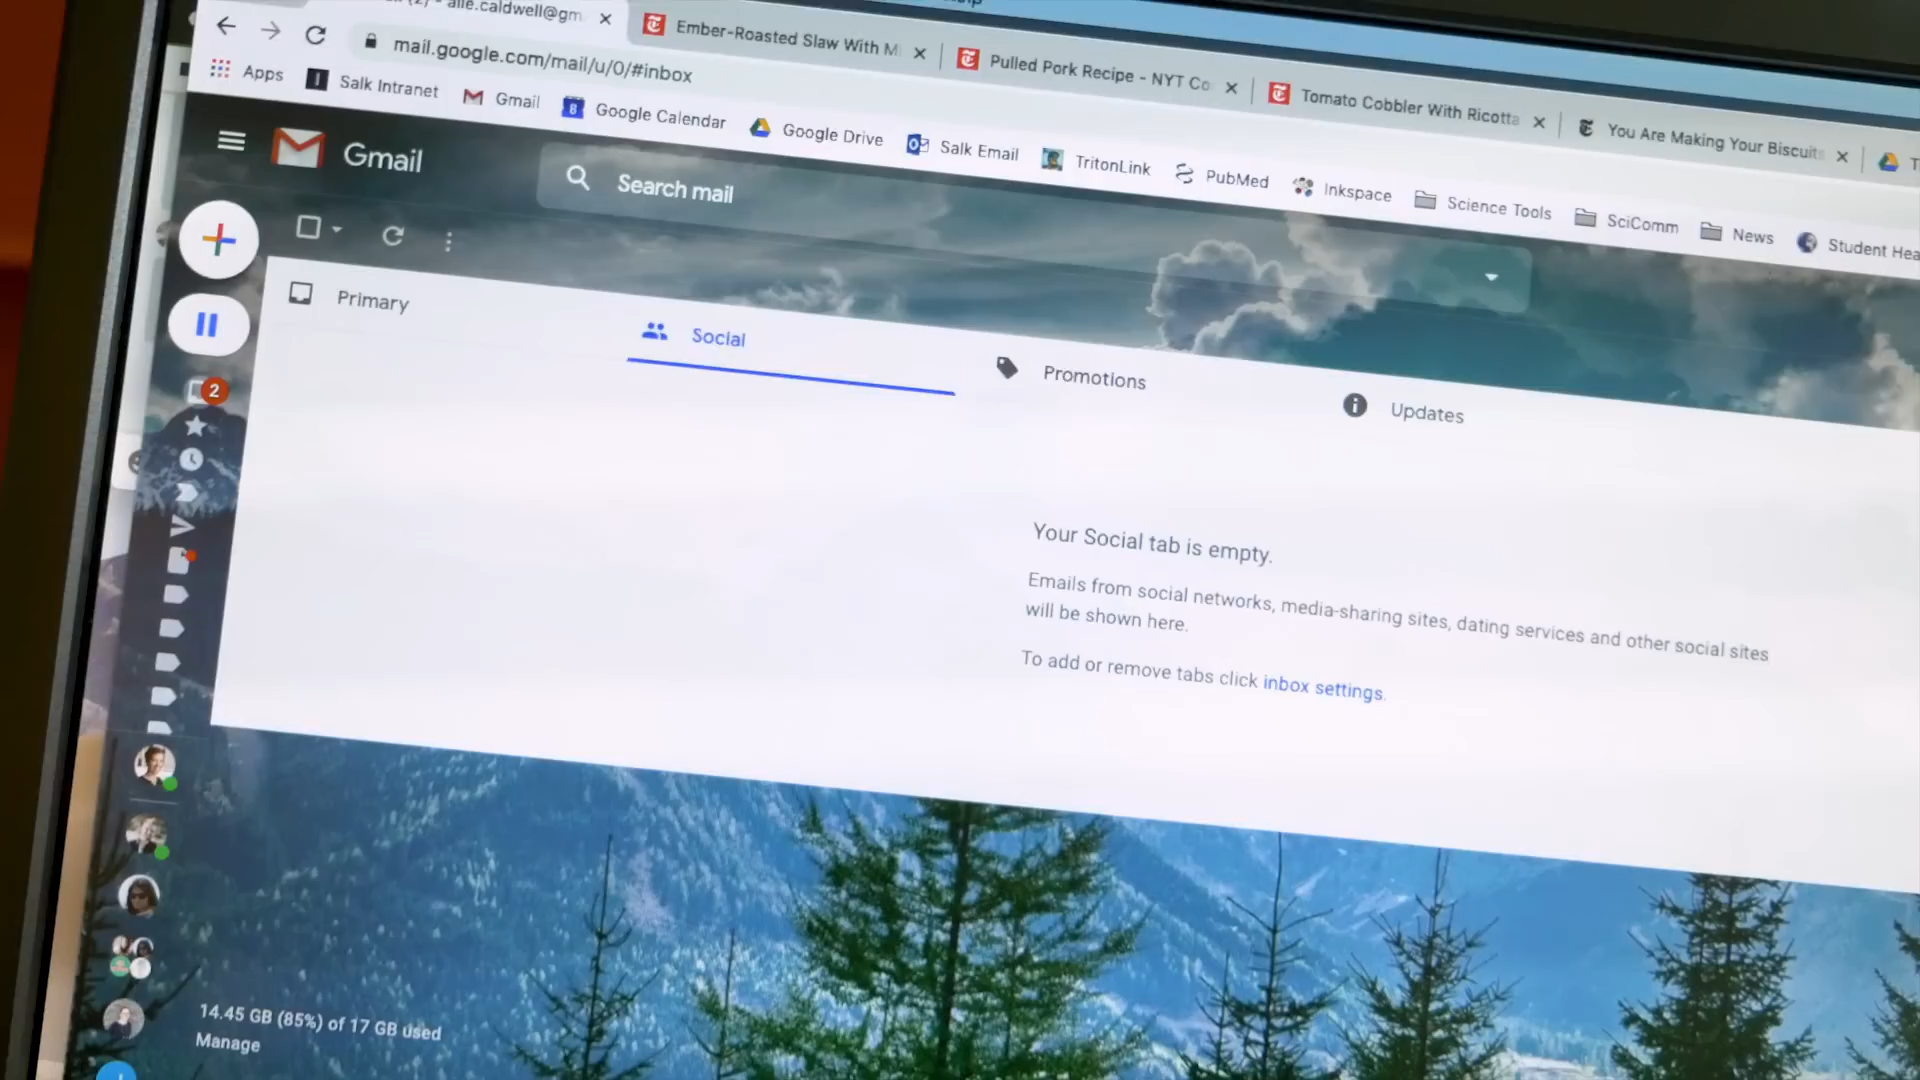 alle.caldwell@gm
Ember-Roasted Slaw With M
Pulled Pork Recipe - NYT Co
Tomato Cobbler With Ricotta
You Are Making Your Biscuits
mail.google.com/mail/u/0/#inbox
Apps
Salk Intranet
Gmail
8
Google Calendar
Google Drive
Salk Email
TritonLink
PubMed
Inkspace
Science Tools
SciComm
News
Student Hea
Gmail
Search mail
Primary
Social
Promotions
Updates
2
Your Social tab is empty.
Emails from social networks, media-sharing sites, dating services and other social sites
will be shown here.
To add or remove tabs click inbox settings.
14.45 GB (85%) of 17 GB used
Manage